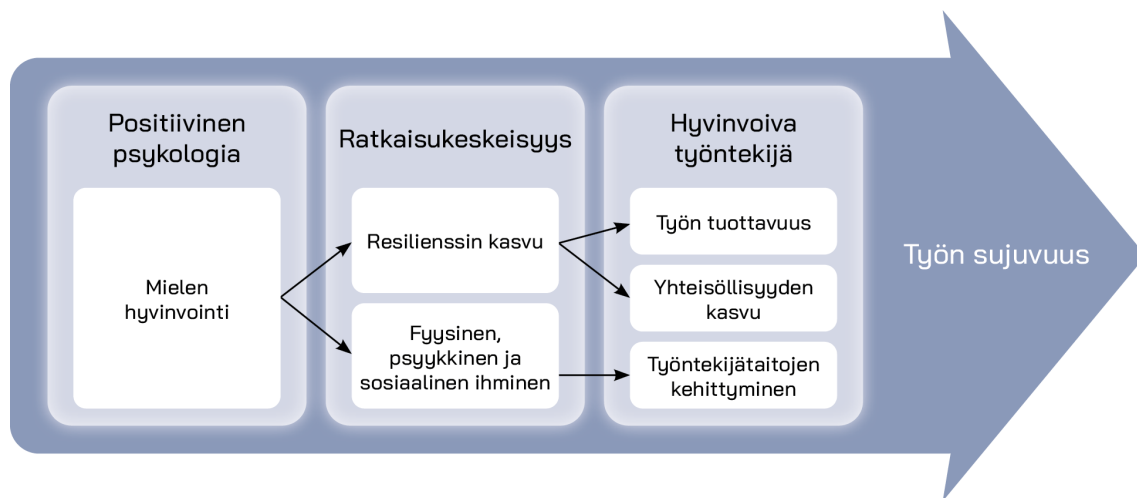 Positiivinen
psykologia
Mielen
hyvinvointi
Ratkaisukeskeisyys
Resilienssin kasvu
Fyysinen,
psyykkinen ja
sosiaalinen ihminen
Hyvinvoiva
työntekijä
Työn tuottavuus
Yhteisöllisyyden
kasvu
Työntekijätaitojen
kehittyminen
Työn sujuvuus